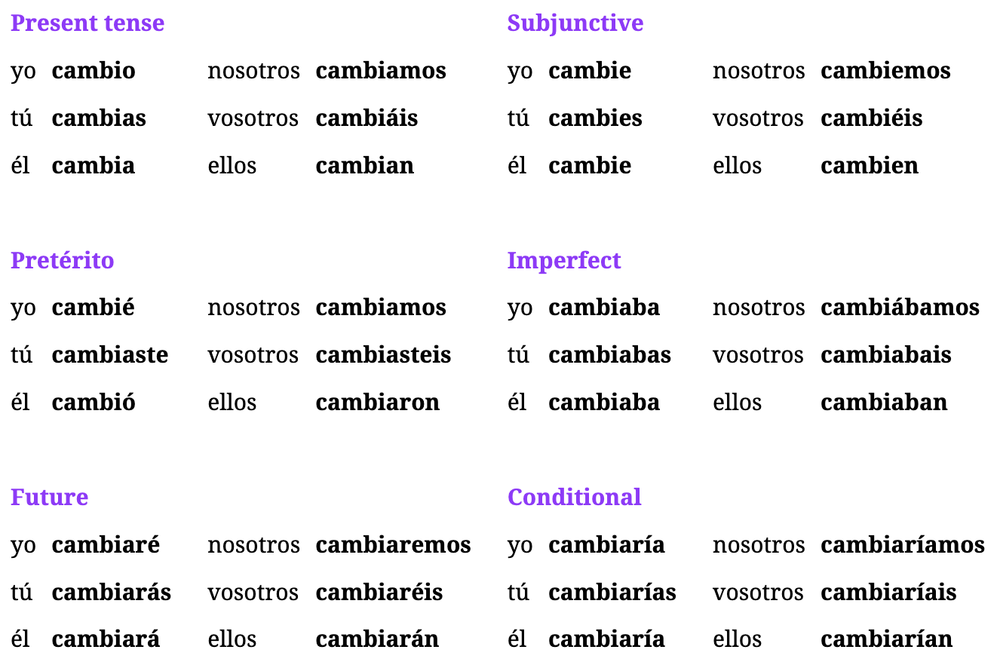 Present tense
yo cambio nosotros cambiamos
tú cambias vosotros cambiáis
él cambia ellos cambian
Subjunctive
yo cambie nosotros cambiemos
tú cambies vosotros cambiéis
él cambie ellos cambien
Pretérito
yo cambié nosotros cambiamos
tú cambiaste vosotros cambiasteis
él cambió ellos cambiaron
Imperfect
yo cambiaba nosotros cambiábamos
tú cambiabas vosotros cambiabais
él cambiaba ellos cambiaban
Future
yo cambiaré nosotros cambiaremos
tú cambiarás vosotros cambiaréis
él cambiará ellos cambiarán
Conditional
yo cambiaría nosotros cambiaríamos
tú cambiarías vosotros cambiaríais
él cambiaría ellos cambiarían